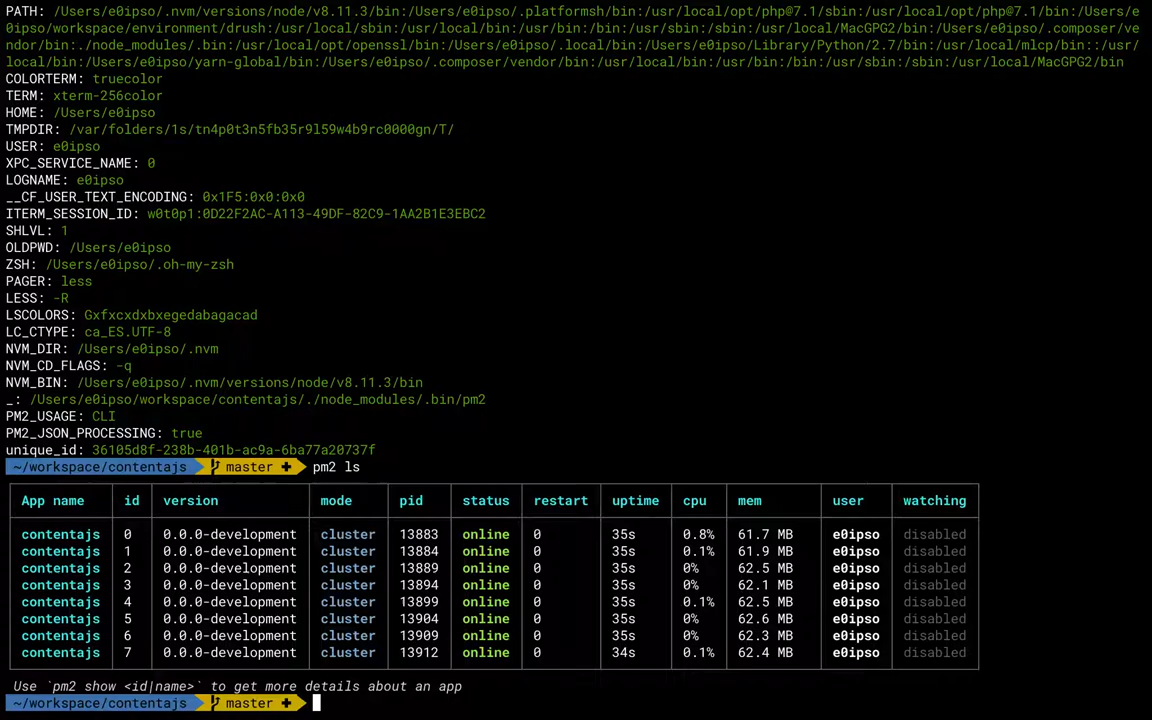 PATH: /Users/e0ipso/.nvm/versions/node/v8.11.3/bin:/Users/e0ipso/.platformsh/bin:/usr/local/opt/php@7.1/sbin:/usr/local/opt/php@7.1/bin:/Users/e
0ipso/workspace/environment/drush:/usr/local/sbin:/usr/local/bin:/usr/bin:/bin:/usr/sbin:/sbin:/usr/local/MacGPG2/bin:/Users/e0ipso/.composer/ve
ndor/bin:./node_modules/.bin:/usr/local/opt/openssl/bin:/Users/e0ipso/.local/bin:/Users/e0ipso/Library/Python/2.7/bin:/usr/local/mlcp/bin::/usr/
local/bin:/Users/e0ipso/yarn-global/bin:/Users/e0ipso/.composer/vendor/bin:/usr/local/bin:/usr/bin:/bin:/usr/sbin:/sbin:/usr/local/MacGPG2/bin
COLORTERM: truecolor
TERM: xterm-256color
HOME: /Users/e0ipso
TMPDIR: /var/folders/1s/tn4p0t3n5fb35r9l59w4b9rc0000gn/T/
USER: e0ipso
XPC_SERVICE_NAME: 0
LOGNAME: e0ipso
__CF_USER_TEXT_ENCODING: 0x1F5:0x0:0x0
ITERM_SESSION_ID: w0t0p1:0D22F2AC-A113-49DF-82C9-1AA2B1E3EBC2
SHLVL: 1
OLDPWD: /Users/e0ipso
ZSH: /Users/e0ipso/.oh-my-zsh
PAGER: less
LESS: -R
LSCOLORS: Gxfxcxdxbxegedabagacad
LC_CTYPE: ca_ES.UTF-8
NVM_DIR: /Users/e0ipso/.nvm
NVM_CD_FLAGS: -q
NVM_BIN: /Users/e0ipso/.nvm/versions/node/v8.11.3/bin
_: /Users/e0ipso/workspace/contentajs/./node_modules/.bin/pm2
PM2_USAGE: CLI
PM2_JSON_PROCESSING: true
unique_id: 36105d8f-238b-401b-ac9a-6ba77a20737f
~/workspace/contentajs master ✚ pm2 ls
App name id version mode pid status restart uptime cpu mem user watching
contentajs 0 0.0.0-development cluster 13883 online 0 35s 0.8% 61.7 MB e0ipso disabled
contentajs 1 0.0.0-development cluster 13884 online 0 35s 0.1% 61.9 MB e0ipso disabled
contentajs 2 0.0.0-development cluster 13889 online 0 35s 0% 62.5 MB e0ipso disabled
contentajs 3 0.0.0-development cluster 13894 online 0 35s 0% 62.1 MB e0ipso disabled
contentajs 4 0.0.0-development cluster 13899 online 0 35s 0.1% 62.5 MB e0ipso disabled
contentajs 5 0.0.0-development cluster 13904 online 0 35s 0% 62.6 MB e0ipso disabled
contentajs 6 0.0.0-development cluster 13909 online 0 35s 0% 62.3 MB e0ipso disabled
contentajs 7 0.0.0-development cluster 13912 online 0 34s 0.1% 62.4 MB e0ipso disabled
Use `pm2 show <id|name>` to get more details about an app
~/workspace/contentajs master ✚